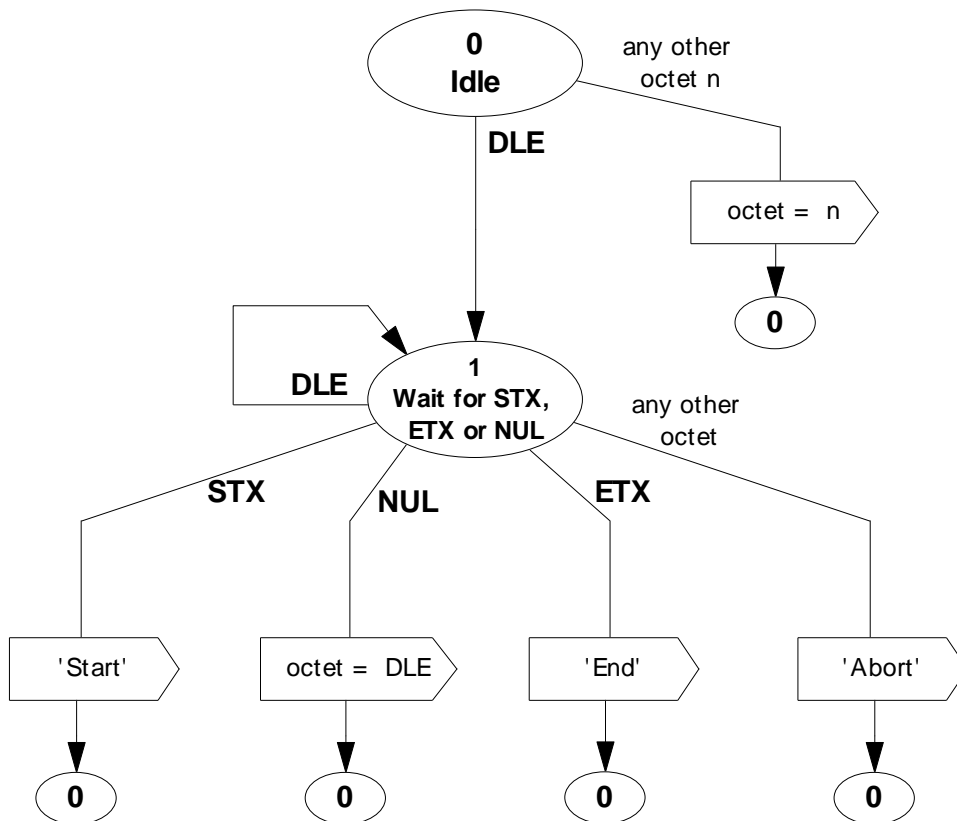 0
Idle
any other
octet n
DLE
octet = n
0
1
Wait for STX,
ETX or NUL
DLE
any other
octet
STX
NUL
ETX
'Start'
octet = DLE
'End'
'Abort'
0
0
0
0